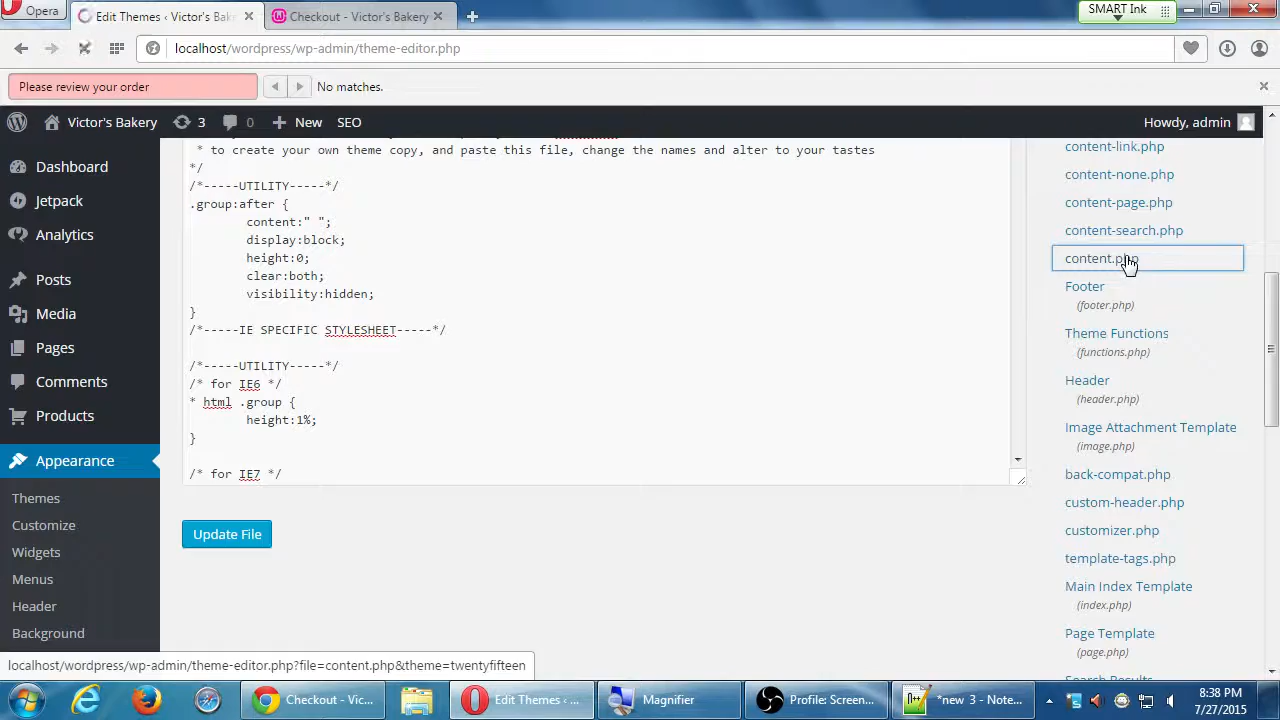 Opera
Edit Themes ‹ Victor's Bak
Checkout - Victor's Bakery
SMART Ink
localhost/wordpress/wp-admin/theme-editor.php
Please review your order
No matches.
Victor's Bakery
3
0
New
SEO
Howdy, admin
Dashboard
Jetpack
Analytics
Posts
Media
Pages
Comments
Products
Appearance
Themes
Customize
Widgets
Menus
Header
Background
* to create your own theme copy, and paste this file, change the names and alter to your tastes
*/
/*-----UTILITY-----*/
.group:after {
content:" ";
display:block;
height:0;
clear:both;
visibility:hidden;
}
/*-----IE SPECIFIC STYLESHEET-----*/
/*-----UTILITY-----*/
/* for IE6 */
* html .group {
height:1%;
}
/* for IE7 */
Update File
content-link.php
content-none.php
content-page.php
content-search.php
content.php
Footer
(footer.php)
Theme Functions
(functions.php)
Header
(header.php)
Image Attachment Template
(image.php)
back-compat.php
custom-header.php
customizer.php
template-tags.php
Main Index Template
(index.php)
Page Template
(page.php)
Search Results
localhost/wordpress/wp-admin/theme-editor.php?file=content.php&theme=twentyfifteen
Checkout - Vic...
Edit Themes ‹ ...
Magnifier
Profile: Screen...
*new 3 - Note...
8:38 PM
7/27/2015